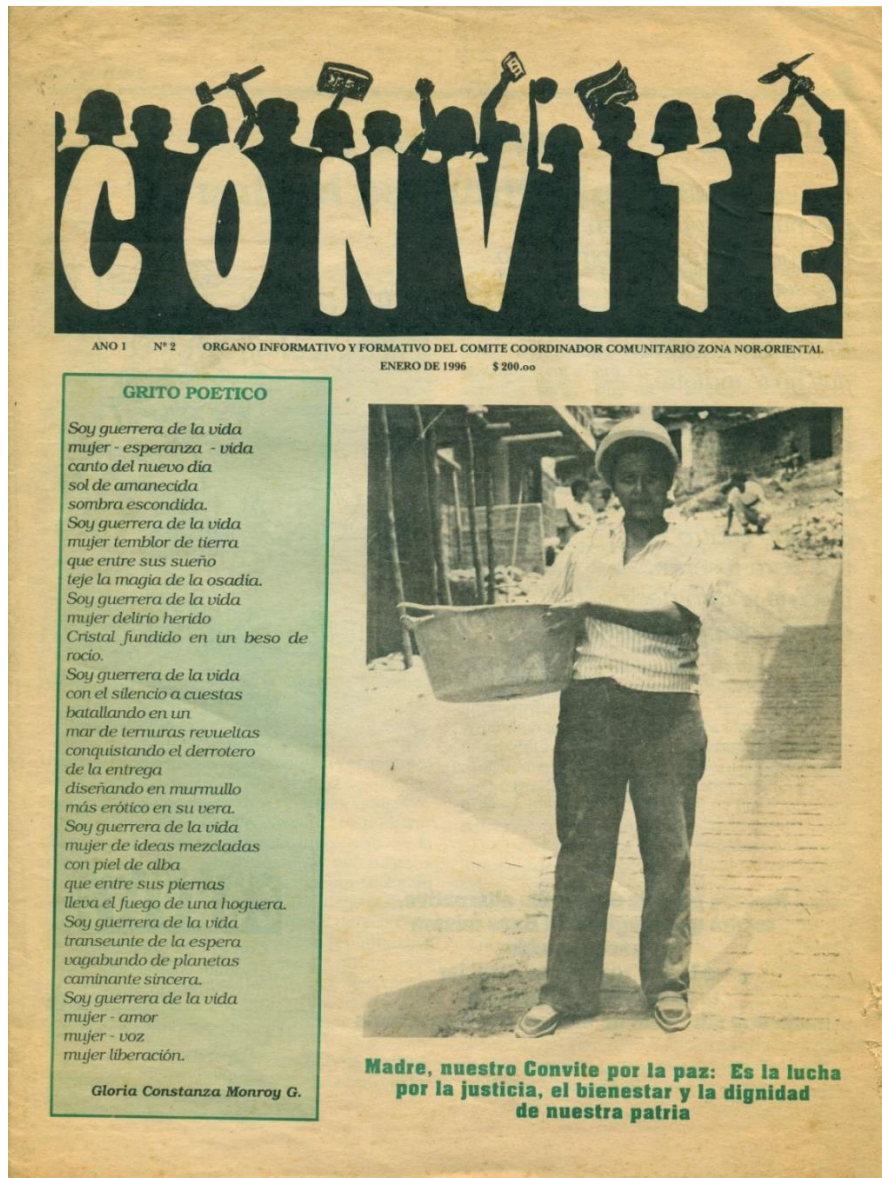 CONVITE
ANO 1 Nº 2 ORGANO INFORMATIVO Y FORMATIVO DEL COMITE COORDINADOR COMUNITARIO ZONA NOR-ORIENTAL
ENERO DE 1996 $ 200.oo
GRITO POETICO
Soy guerrera de la vida
mujer - esperanza - vida
canto del nuevo dia
sol de amanecida
sombra escondida.
Soy guerrera de la vida
mujer temblor de tierra
que entre sus sueño
teje la magia de la osadía.
Soy guerrera de la vida
mujer delirio herido
Cristal fundido en un beso de
rocío.
Soy guerrera de la vida
con el silencio a cuestas
batallando en un
mar de ternuras revueltas
conquistando el derrotero
de la entrega
diseñando en murmullo
más erótico en su vera.
Soy guerrera de la vida
mujer de ideas mezcladas
con piel de alba
que entre sus piernas
lleva el fuego de una hoguera.
Soy guerrera de la vida
transeunte de la espera
vagabundo de planetas
caminante sincera.
Soy guerrera de la vida
mujer - amor
mujer - voz
mujer liberación.
Gloria Constanza Monroy G.
Madre, nuestro Convite por la paz: Es la lucha
por la justicia, el bienestar y la dignidad
de nuestra patria